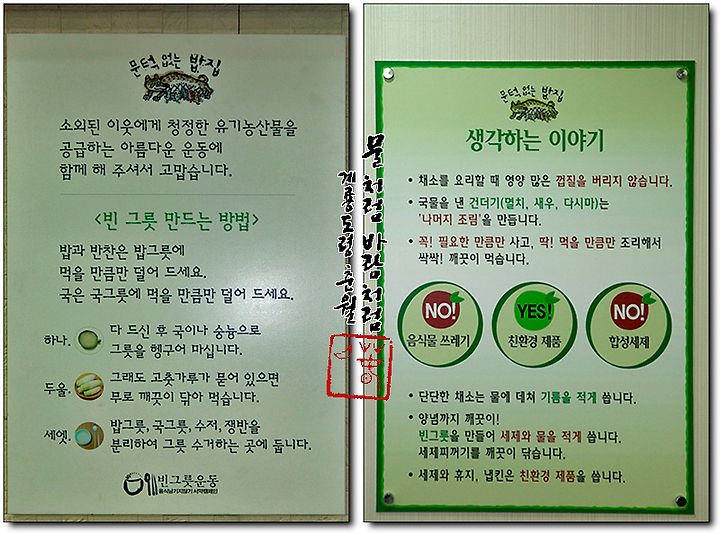 문턱 없는 밥집
소외된 이웃에게 청정한 유기농산물을
공급하는 아름다운 운동에
함께 해 주셔서 고맙습니다.
<빈 그릇 만드는 방법>
밥과 반찬은 밥그릇에
먹을 만큼만 덜어 드세요.
국은 국그릇에 먹을 만큼만 덜어 드세요.
하나. 다 드신 후 국이나 숭늉으로
그릇을 헹구어 마십니다.
두울. 그래도 고춧가루가 묻어 있으면
무로 깨끗이 닦아 먹습니다.
세엣. 밥그릇, 국그릇, 수저, 쟁반을
분리하여 그릇 수거하는 곳에 둡니다.
빈그릇운동
음식남기지않기 서약캠페인
물처럼 바람처럼
계룡도령 춘월
문턱 없는 밥집
생각하는 이야기
• 채소를 요리할 때 영양 많은 껍질을 버리지 않습니다.
• 국물을 낸 건더기(멸치, 새우, 다시마)는
'나머지 조림'을 만듭니다.
• 꼭! 필요한 만큼만 사고, 딱! 먹을 만큼만 조리해서
싹싹! 깨끗이 먹습니다.
NO!
음식물 쓰레기
YES!
친환경 제품
NO!
합성세제
• 단단한 채소는 물에 데쳐 기름을 적게 씁니다.
• 양념까지 깨끗이!
빈그릇을 만들어 세제와 물을 적게 씁니다.
세제찌꺼기를 깨끗이 닦습니다.
• 세제와 휴지, 냅킨은 친환경 제품을 씁니다.